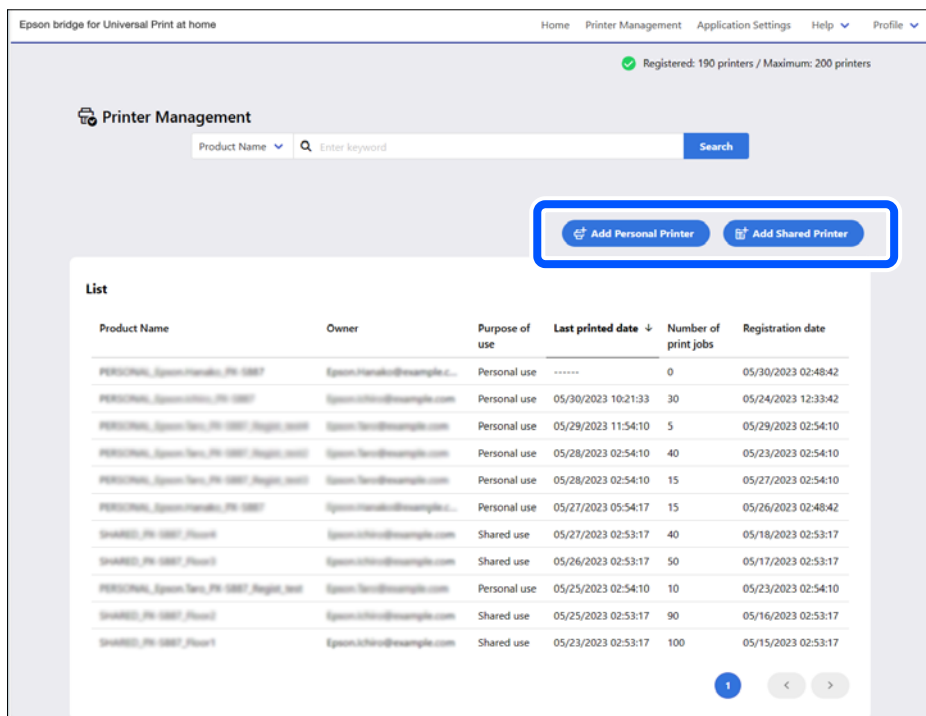 Epson bridge for Universal Print at home Home Printer Management Application Settings Help Profile
Registered: 190 printers / Maximum: 200 printers
Printer Management
Product Name Enter keyword Search
Add Personal Printer Add Shared Printer
List
Product Name Owner Purpose of use Last printed date ↓ Number of print jobs Registration date
Personal use ------ 0 05/30/2023 02:48:42
Personal use 05/30/2023 10:21:33 30 05/24/2023 12:33:42
Personal use 05/29/2023 11:54:10 5 05/29/2023 02:54:10
Personal use 05/28/2023 02:54:10 40 05/23/2023 02:54:10
Personal use 05/28/2023 02:54:10 15 05/27/2023 02:54:10
Personal use 05/27/2023 05:54:17 15 05/26/2023 02:48:42
Shared use 05/27/2023 02:53:17 40 05/18/2023 02:53:17
Shared use 05/26/2023 02:53:17 50 05/17/2023 02:53:17
Personal use 05/25/2023 02:54:10 10 05/23/2023 02:54:10
Shared use 05/25/2023 02:53:17 90 05/16/2023 02:53:17
Shared use 05/23/2023 02:53:17 100 05/15/2023 02:53:17
1 < >